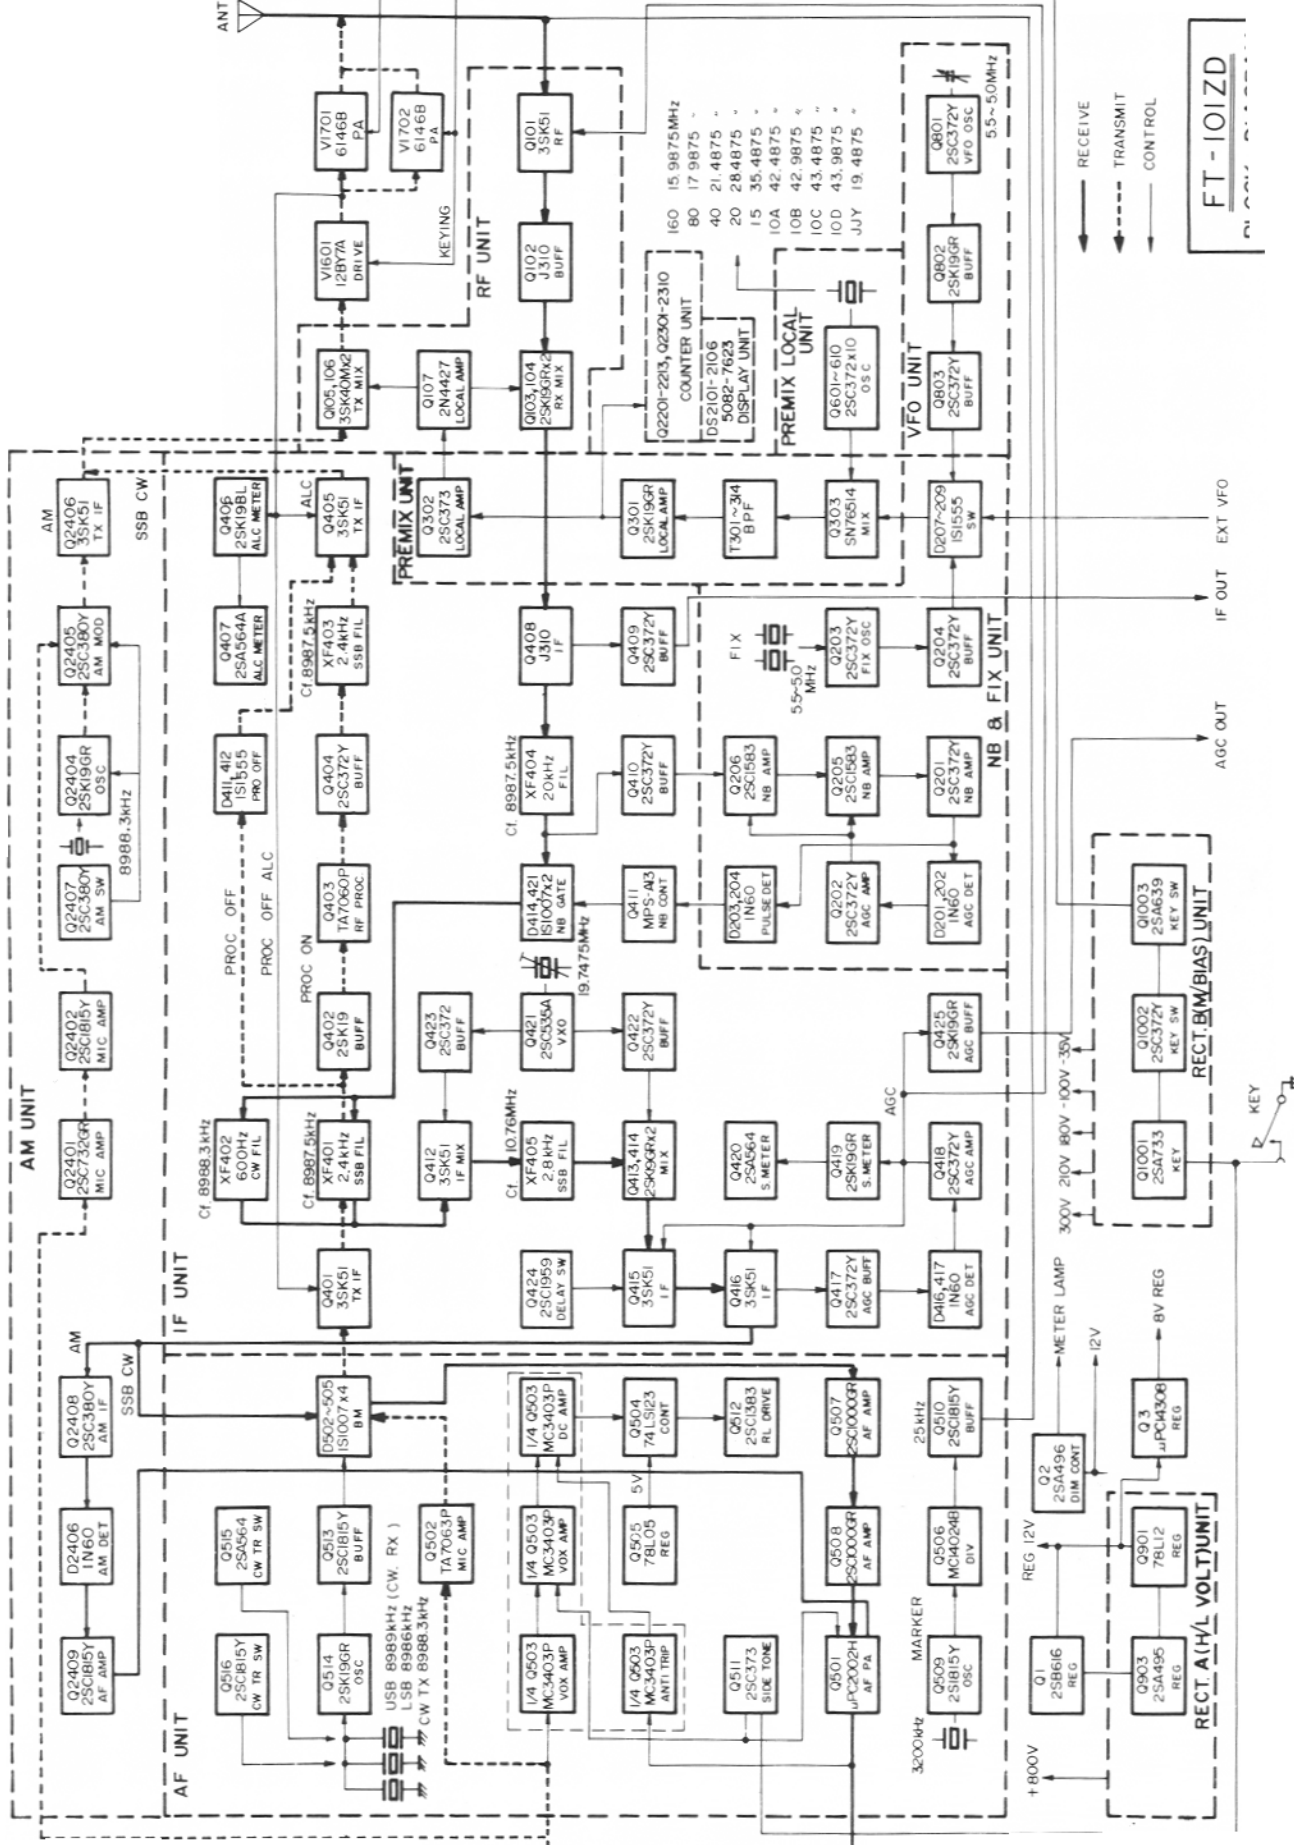 ANT
V1701
6146B
PA
V1702
6146B
PA
V1601
12BY7A
DRIVE
KEYING
RF UNIT
Q101
3SK51
RF
Q102
J310
BUFF
Q105,106
3SK40Mx2
TX MIX
Q107
2N4427
LOCAL AMP
Q103,104
2SK19GRx2
RX MIX
160 15.9875MHz
80 17.9875 "
40 21.4875 "
20 28.4875 "
15 35.4875 "
10A 42.4875 "
10B 42.9875 "
10C 43.4875 "
10D 43.9875 "
JJY 19.4875 "
Q2201-2213,Q2301-2310
COUNTER UNIT
DS2101-2106
5082-7623
DISPLAY UNIT
PREMIX LOCAL
UNIT
Q601~610
2SC372x10
OSC
VFO UNIT
Q801
2SC372Y
VFO OSC
5.5~5.0MHz
Q802
2SK19GR
BUFF
Q803
2SC372Y
BUFF
RECEIVE
TRANSMIT
CONTROL
FT-101ZD
AM UNIT
AM
SSB CW
Q2406
3SK51
TX IF
Q2405
2SC380Y
AM MOD
Q2404
2SK19GR
OSC
8988.3kHz
Q2407
2SC380Y
AM SW
Q2402
2SC1815Y
MIC AMP
Q2401
2SC732GR
MIC AMP
AM
SSB CW
Q2408
2SC380Y
AM IF
D2406
1N60
AM DET
Q2409
2SC1815Y
AF AMP
IF UNIT
Q406
2SK19BL
ALC METER
ALC
Q405
3SK51
TX IF
Q407
2SA564A
ALC METER
Cf.8987.5kHz
XF403
2.4kHz
SSB FIL
D411,412
1S1555
PRO OFF
Q404
2SC372Y
BUFF
PROC OFF
PROC OFF ALC
PROC ON
Q403
TA7060P
RF PROC.
Q402
2SK19
BUFF
Cf.8988.3kHz
XF402
600Hz
CW FIL
Cf.8987.5kHz
XF401
2.4kHz
SSB FIL
Q401
3SK51
TX IF
PREMIX UNIT
Q302
2SC373
LOCAL AMP
Q301
2SK19GR
LOCAL AMP
T301~314
BPF
Q303
SN76514
MIX
D207~209
1S1555
SW
EXT VFO
IF OUT
AGC OUT
Q408
J310
IF
Q409
2SC372Y
BUFF
Cf. 8987.5kHz
XF404
20kHz
FIL
Q410
2SC372Y
BUFF
D414,421
1S1007x2
NB GATE
Q411
MPS-A13
NB CONT
19.7475MHz
Q423
2SC372
BUFF
Q421
2SC535A
VXO
Q422
2SC372Y
BUFF
Q412
3SK51
IF MIX
Cf. 10.76MHz
XF405
2.8kHz
SSB FIL
Q413,414
2SK19GRx2
MIX
Q420
2SA564
S.METER
Q419
2SK19GR
S.METER
AGC
Q418
2SC372Y
AGC AMP
Q425
2SK19GR
AGC BUFF
Q424
2SC1959
DELAY SW
Q415
3SK51
IF
Q416
3SK51
IF
Q417
2SC372Y
AGC BUFF
D416,417
1N60
AGC DET
NB & FIX UNIT
FIX
5.5~5.0
MHz
Q203
2SC372Y
FIX OSC
Q204
2SC372Y
BUFF
Q206
2SC1583
NB AMP
Q205
2SC1583
NB AMP
Q201
2SC372Y
NB AMP
D203,204
1N60
PULSE DET
Q202
2SC372Y
AGC AMP
D201,202
1N60
AGC DET
AF UNIT
D502~505
1S1007x4
BM
Q515
2SA564
CW TR SW
Q513
2SC1815Y
BUFF
Q516
2SC1815Y
CW TR SW
Q514
2SK19GR
OSC
USB 8989kHz (CW. RX)
LSB 8986kHz
CW TX 8988.3kHz
Q502
TA7063P
MIC AMP
1/4 Q503
MC3403P
DC AMP
1/4 Q503
MC3403P
VOX AMP
1/4 Q503
MC3403P
VOX AMP
1/4 Q503
MC3403P
ANTI TRIP
Q504
74LS123
CONT
5V
Q505
78L05
REG
Q512
2SC1383
RL DRIVE
Q511
2SC373
SIDE TONE
Q507
2SC1000GR
AF AMP
Q508
2SC1000GR
AF AMP
Q501
µPC2002H
AF PA
25kHz
Q510
2SC1815Y
BUFF
Q506
MC14024B
DIV
MARKER
Q509
2S1815Y
OSC
3200kHz
RECT.B(M/BIAS)UNIT
Q1003
2SA639
KEY SW
Q1002
2SC372Y
KEY SW
Q1001
2SA733
KEY
300V 210V 180V -100V -35V
KEY
METER LAMP
12V
8V REG
Q2
2SA496
DIM CONT
Q3
µPC14308
REG
REG 12V
Q1
2SB616
REG
Q901
78L12
REG
Q903
2SA495
REG
+800V
RECT. A(H/L VOLT)UNIT